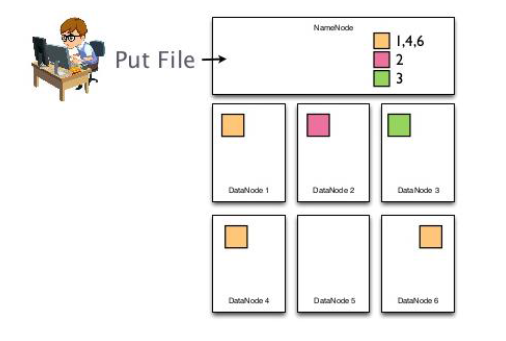 NameNode
1,4,6
Put File
2
3
DataNode 1
DataNode 2
DataNode 3
DataNode 4
DataNode 5
DataNode 6